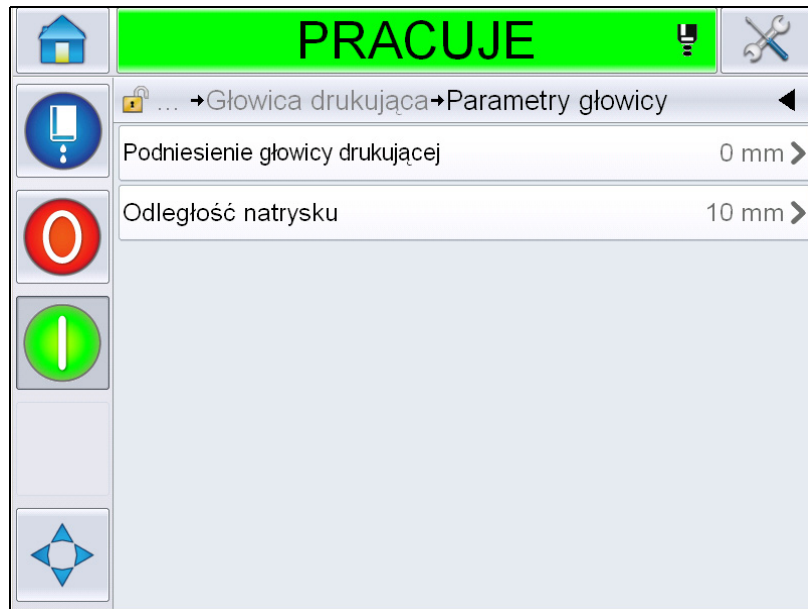 PRACUJE
... →Głowica drukująca→Parametry głowicy
Podniesienie głowicy drukującej 0 mm
Odległość natrysku 10 mm